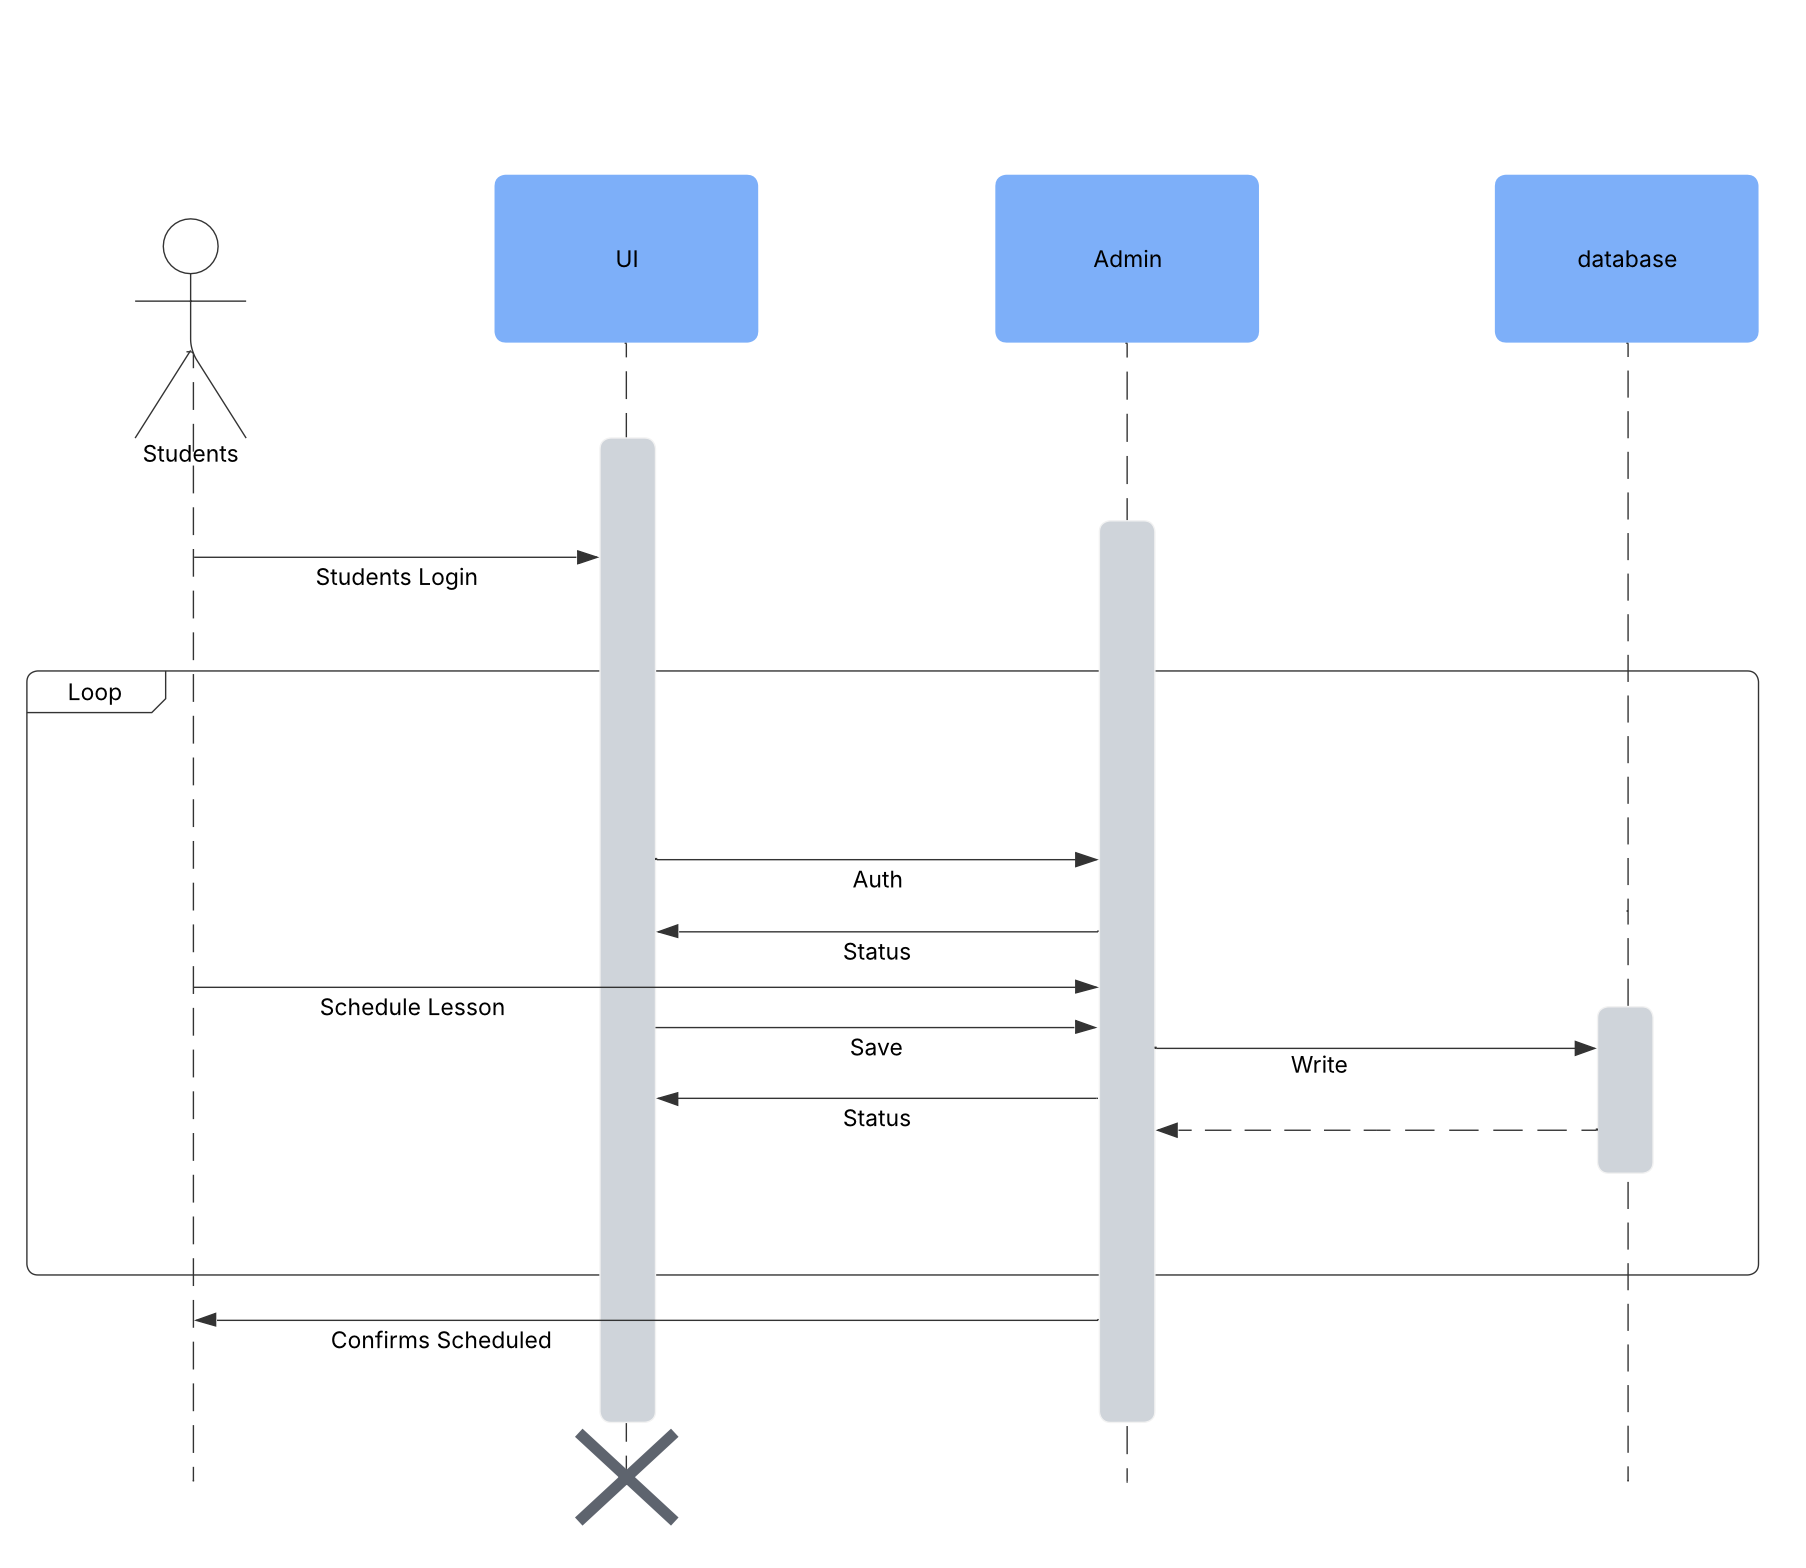 UI
Admin
database
Students
Students Login
Loop
Auth
Status
Schedule Lesson
Save
Write
Status
Confirms Scheduled